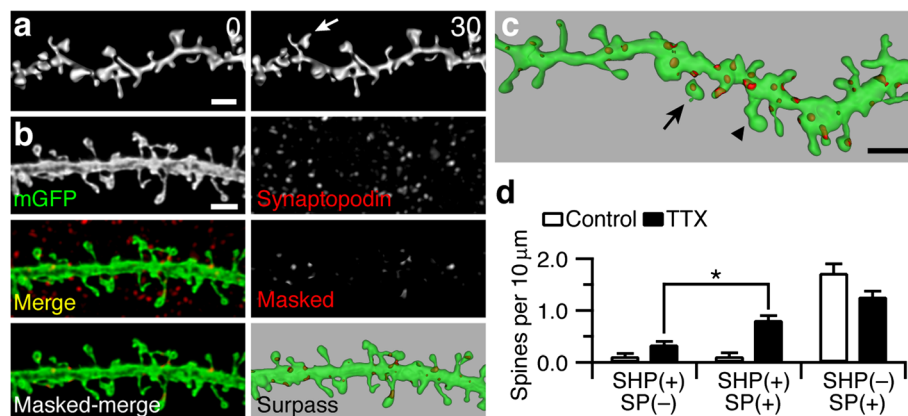 a
0
30
b
mGFP
Synaptopodin
Merge
Masked
Masked-merge
Surpass
c
d
Control TTX
Spines per 10 μm
2.0
1.0
0.0
*
SHP(+) SHP(+) SHP(−)
SP(−) SP(+) SP(+)